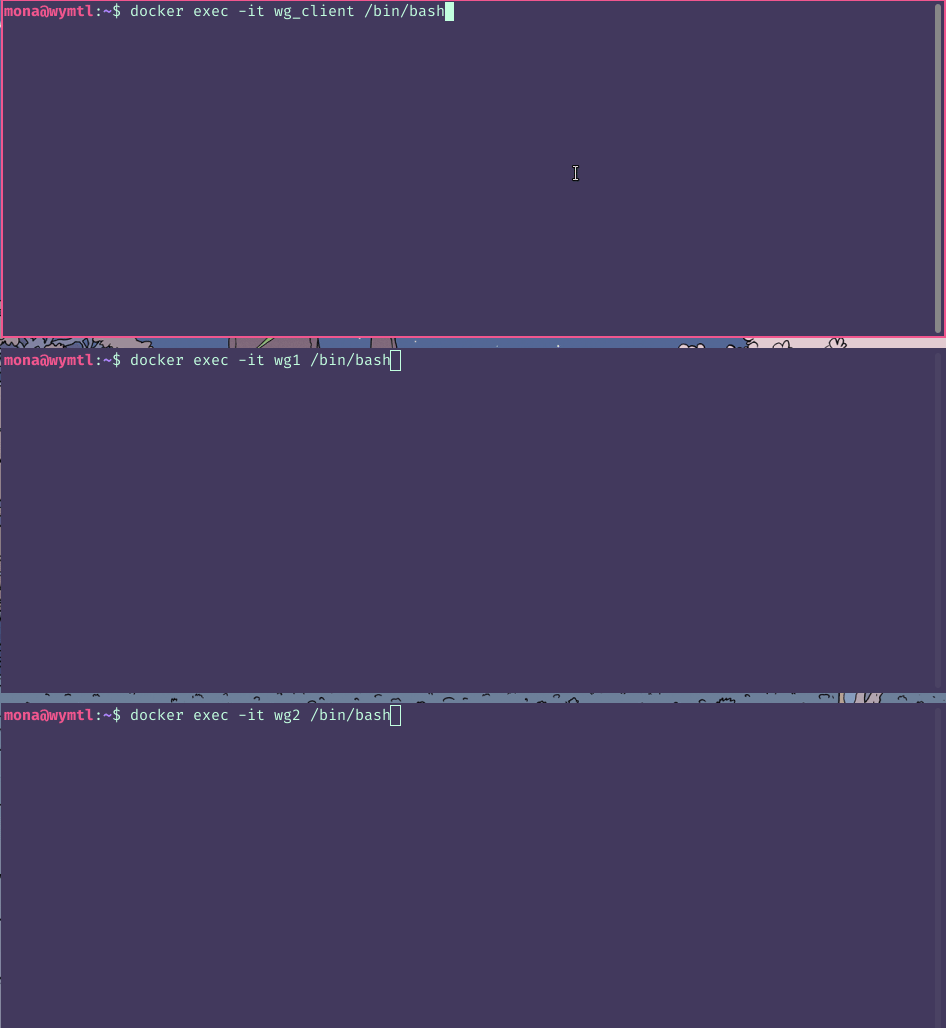 mona@wymtl:~$ docker exec -it wg_client /bin/bash
mona@wymtl:~$ docker exec -it wg1 /bin/bash
mona@wymtl:~$ docker exec -it wg2 /bin/bash